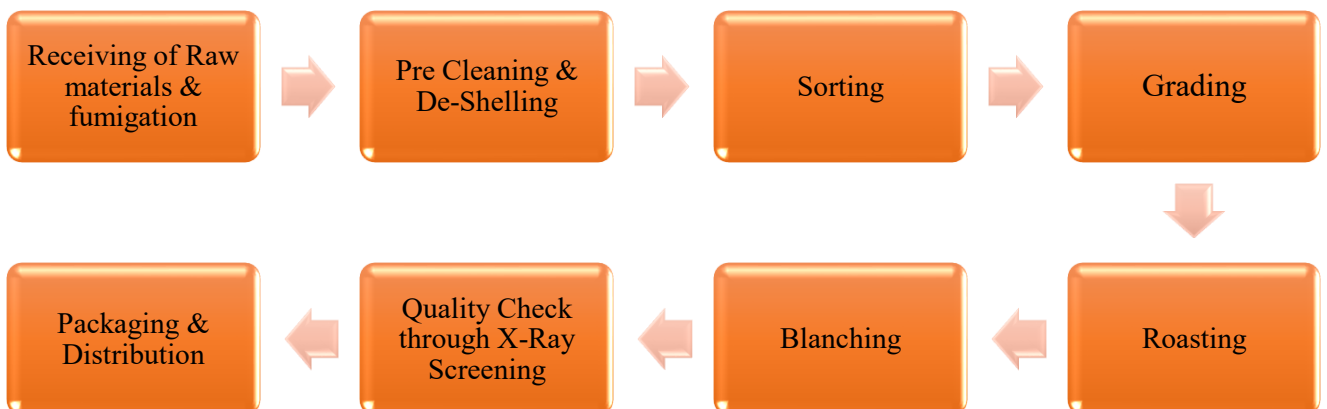 Receiving of Raw
materials &
fumigation
Pre Cleaning &
De-Shelling
Sorting
Grading
Roasting
Blanching
Quality Check
through X-Ray
Screening
Packaging &
Distribution